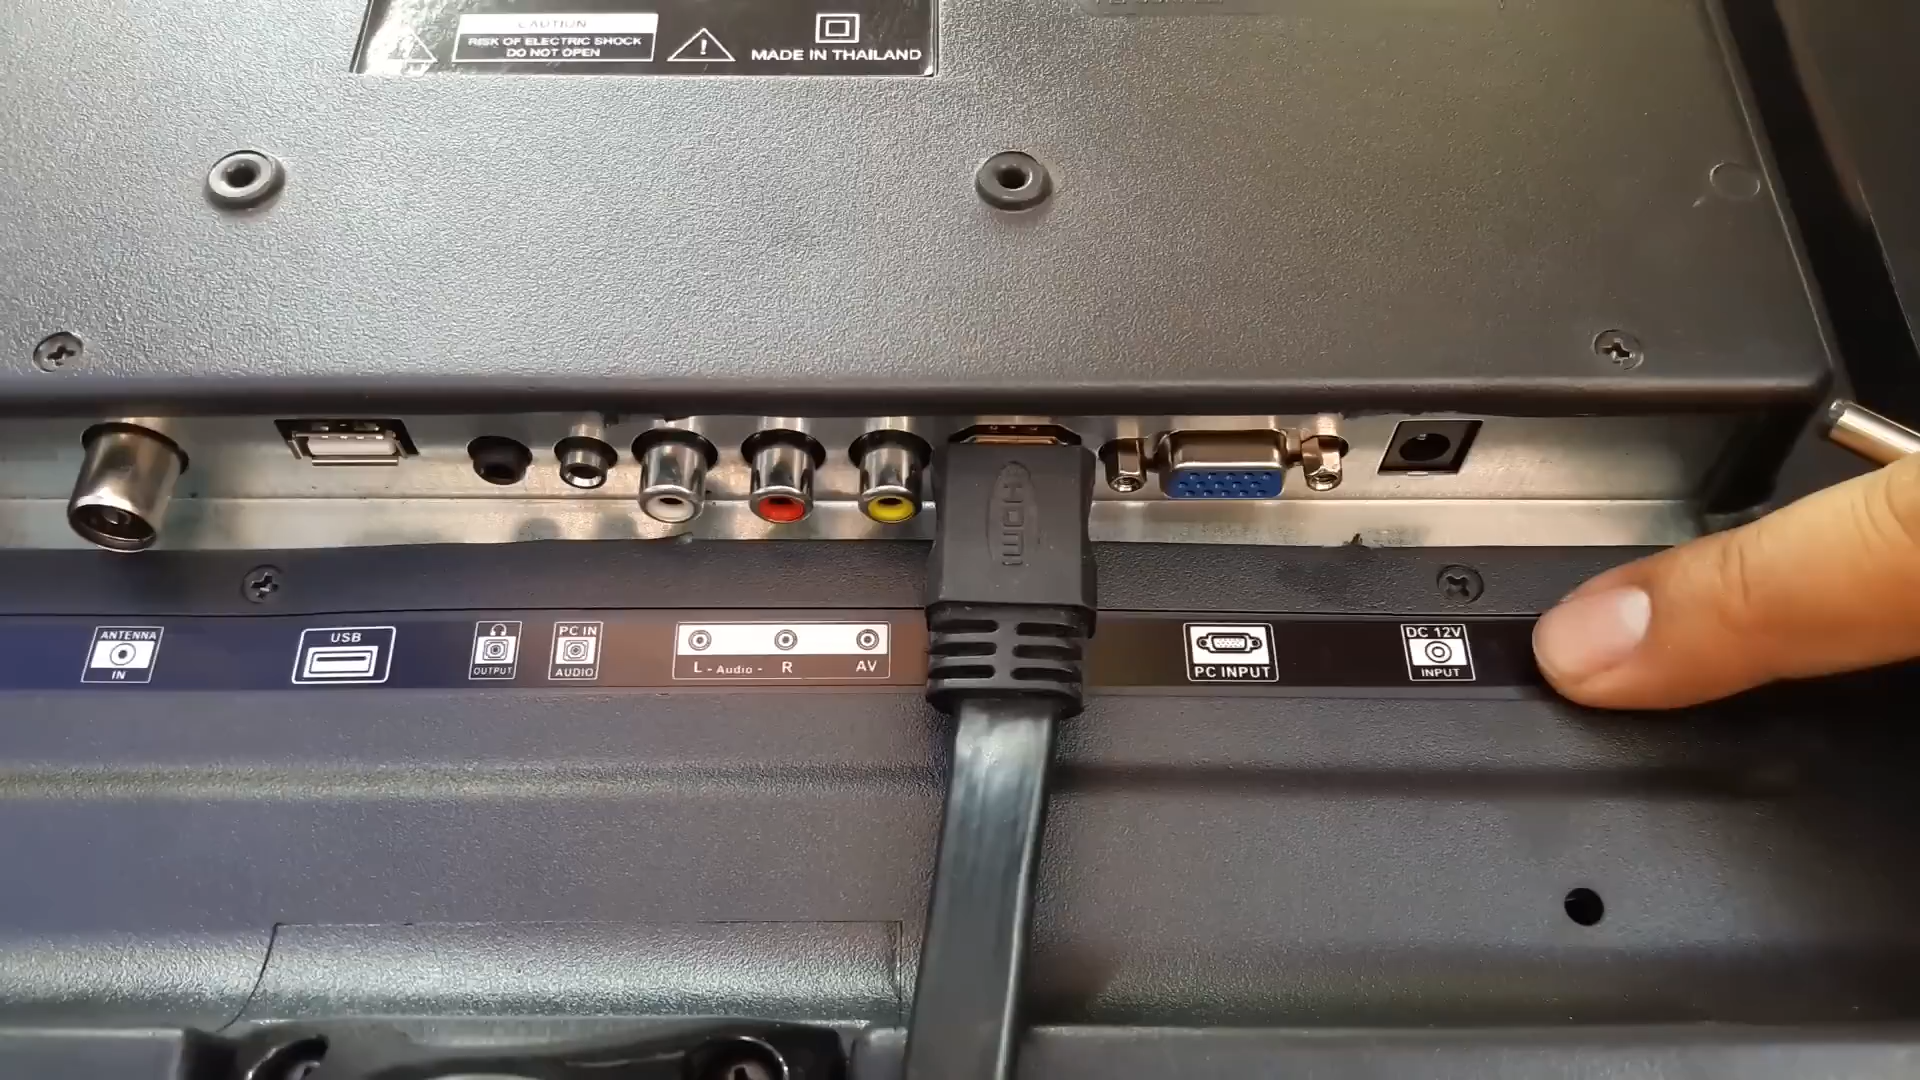 CAUTION
RISK OF ELECTRIC SHOCK
DO NOT OPEN
MADE IN THAILAND
HDMI
ANTENNA
IN
USB
OUTPUT
PC IN
AUDIO
L - Audio - R
AV
PC INPUT
DC 12V
INPUT